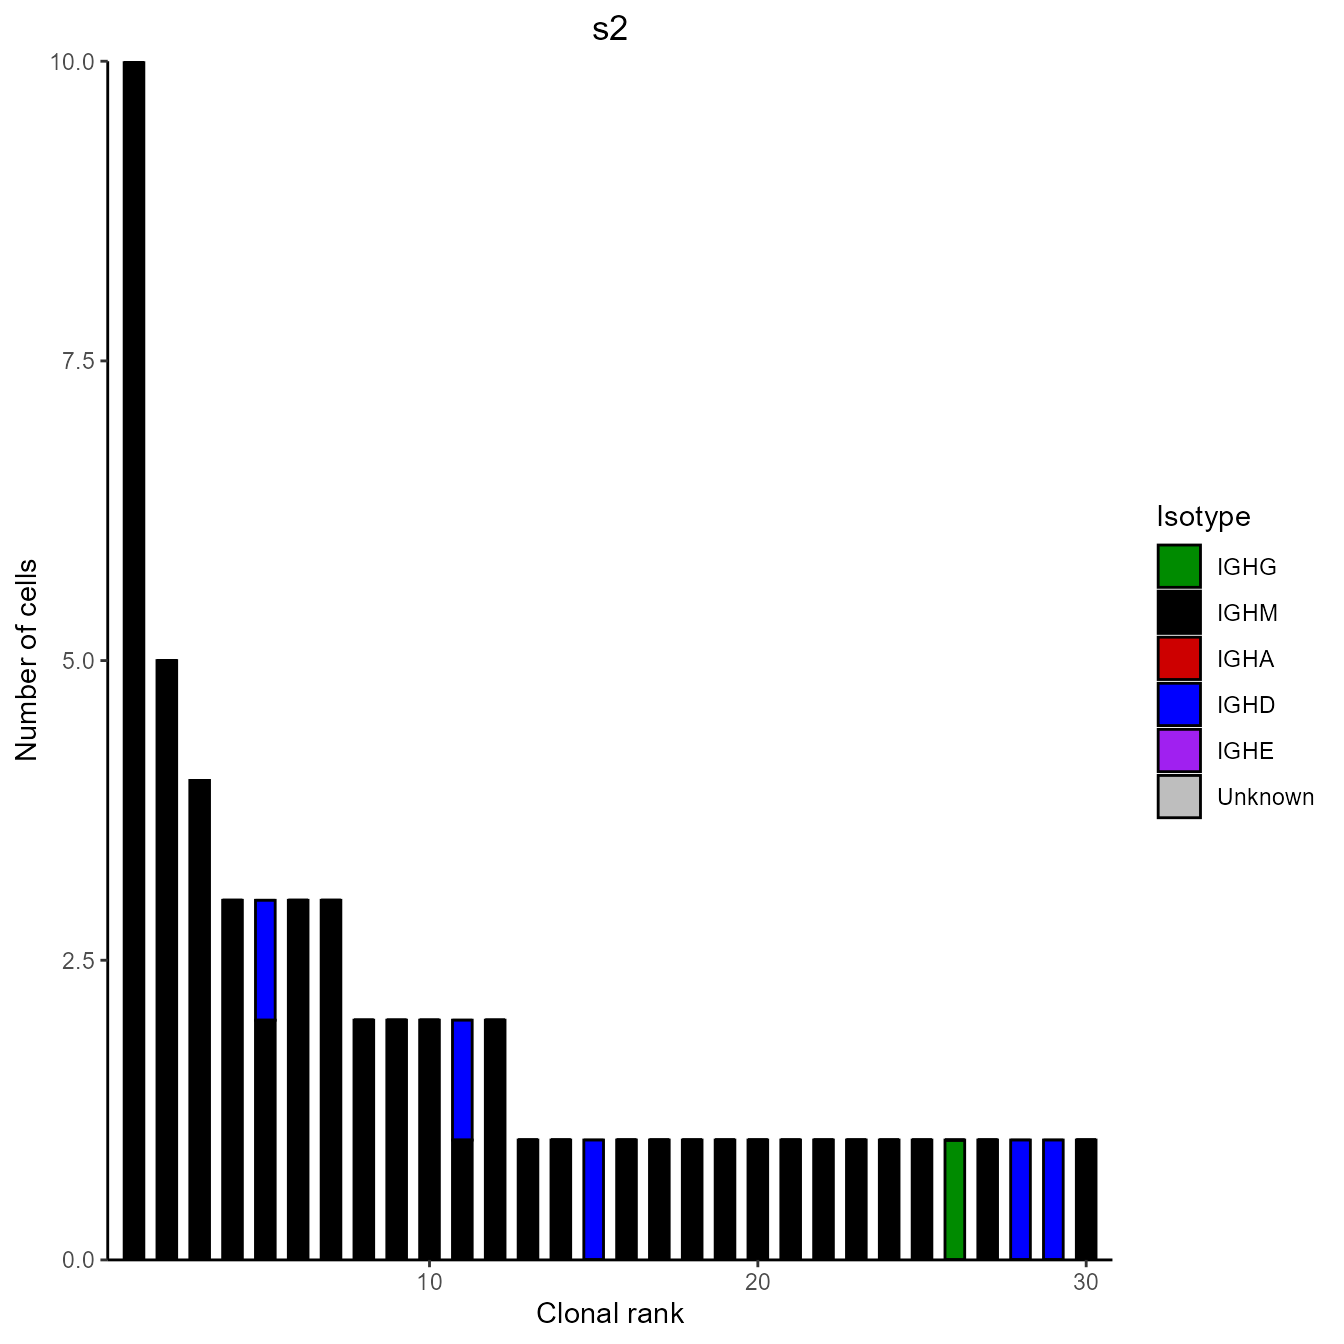 s2
10.0
7.5
5.0
2.5
0.0
Number of cells
10
20
30
Clonal rank
Isotype
IGHG
IGHM
IGHA
IGHD
IGHE
Unknown